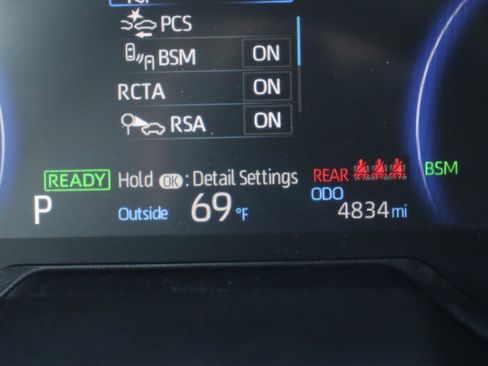 PCS
BSM ON
RCTA ON
RSA ON
READY Hold OK : Detail Settings REAR BSM
P Outside 69 °F ODO 4834 mi